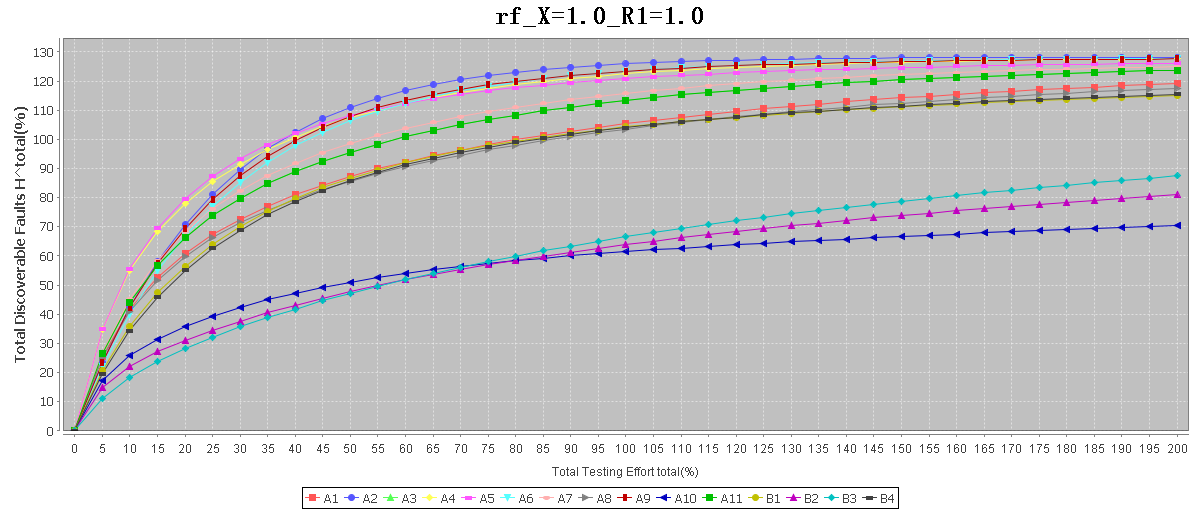 rf_X=1.0_R1=1.0
Total Discoverable Faults H^total(%)
130
120
110
100
90
80
70
60
50
40
30
20
10
0
0 5 10 15 20 25 30 35 40 45 50 55 60 65 70 75 80 85 90 95 100 105 110 115 120 125 130 135 140 145 150 155 160 165 170 175 180 185 190 195 200
Total Testing Effort total(%)
A1 A2 A3 A4 A5 A6 A7 A8 A9 A10 A11 B1 B2 B3 B4